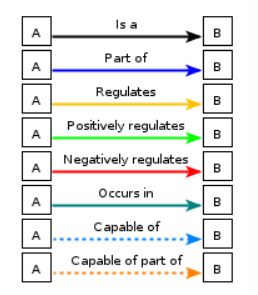 A Is a B
A Part of B
A Regulates B
A Positively regulates B
A Negatively regulates B
A Occurs in B
A Capable of B
A Capable of part of B